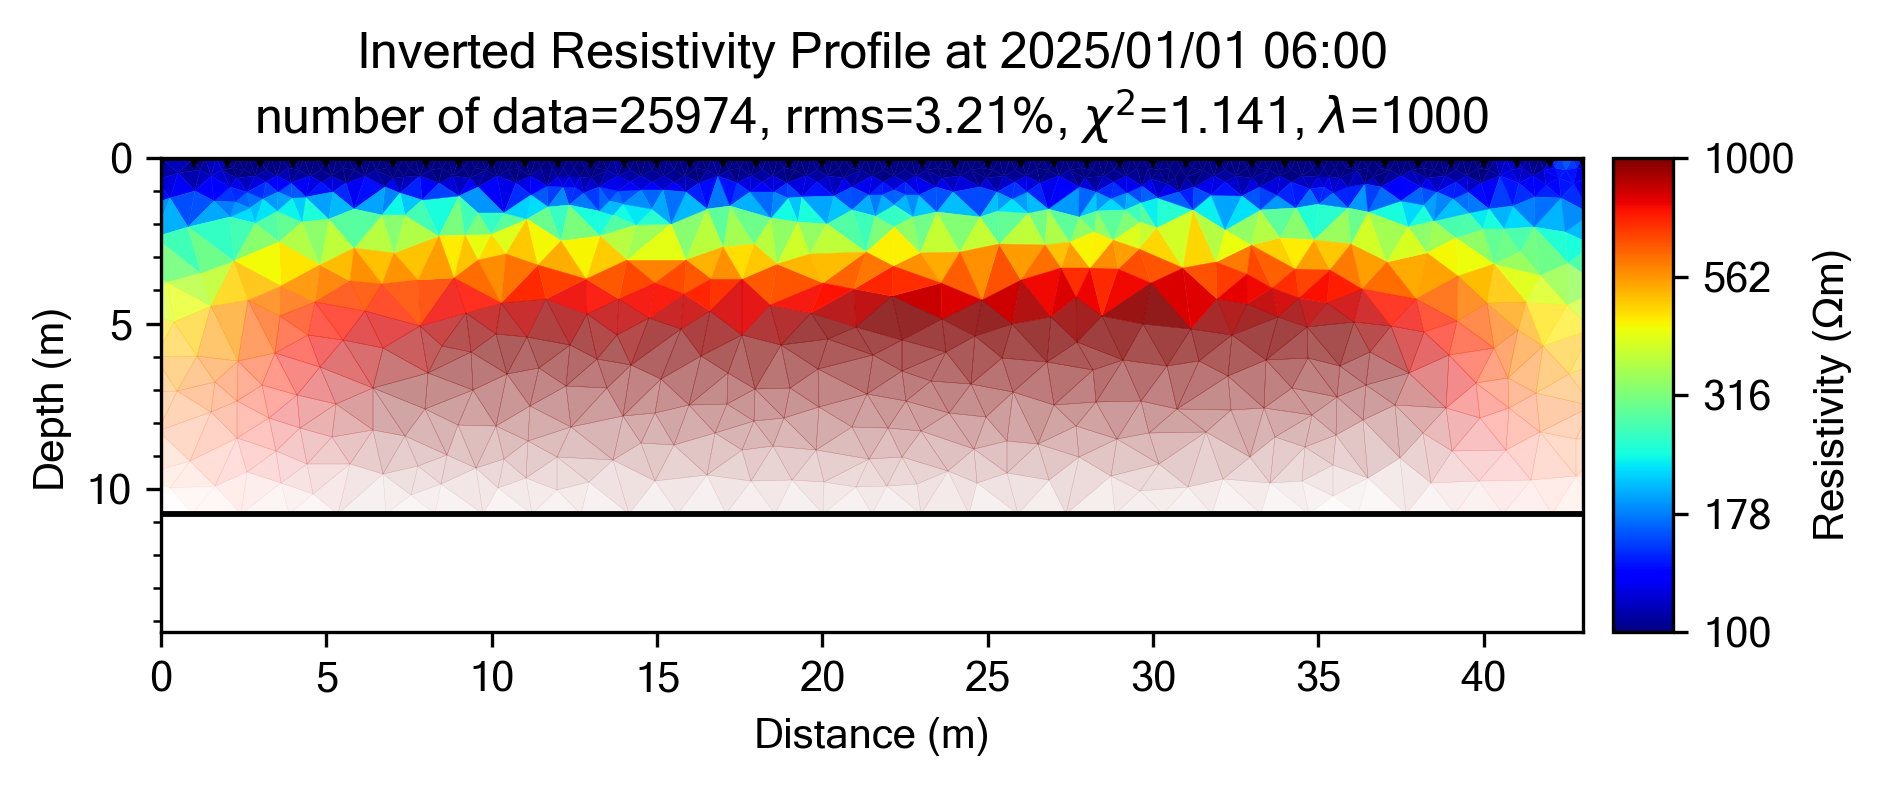 Inverted Resistivity Profile at 2025/01/01 06:00
number of data=25974, rrms=3.21%, χ²=1.141, λ=1000
0
5
10
Depth (m)
0 5 10 15 20 25 30 35 40
Distance (m)
1000
562
316
178
100
Resistivity (Ωm)